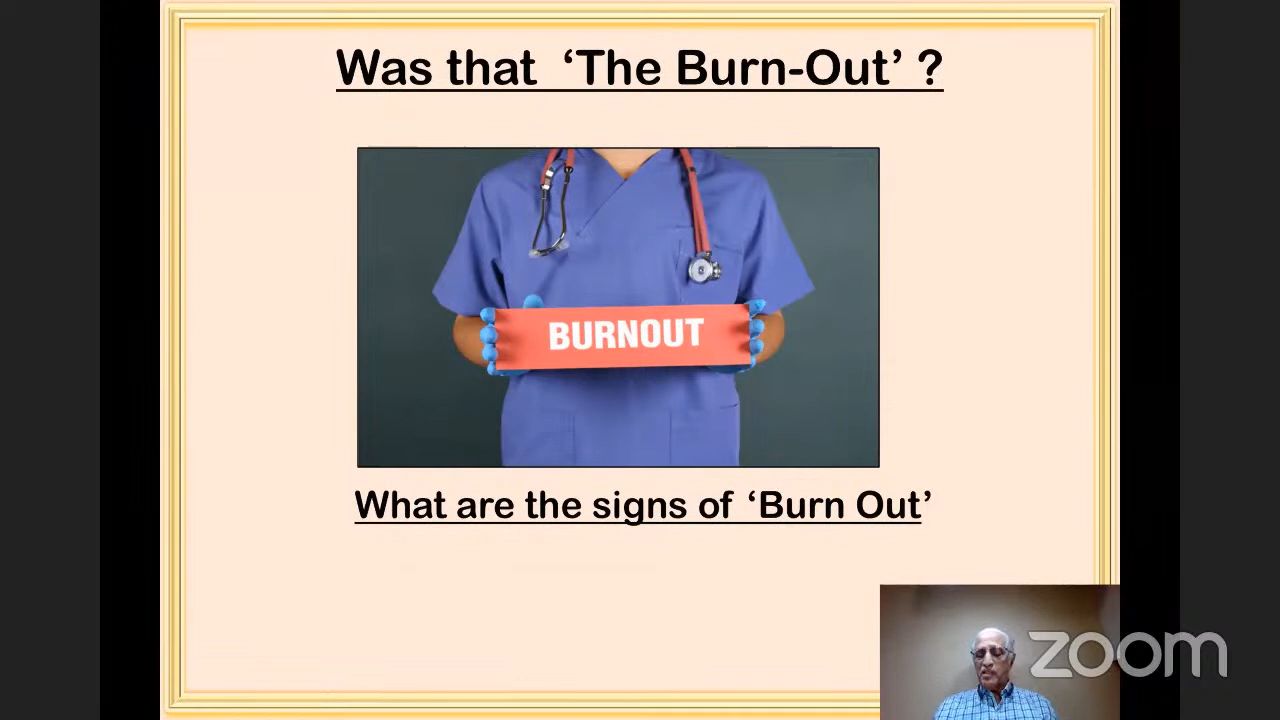 Was that ‘The Burn-Out’ ?
BURNOUT
What are the signs of ‘Burn Out’
zoom